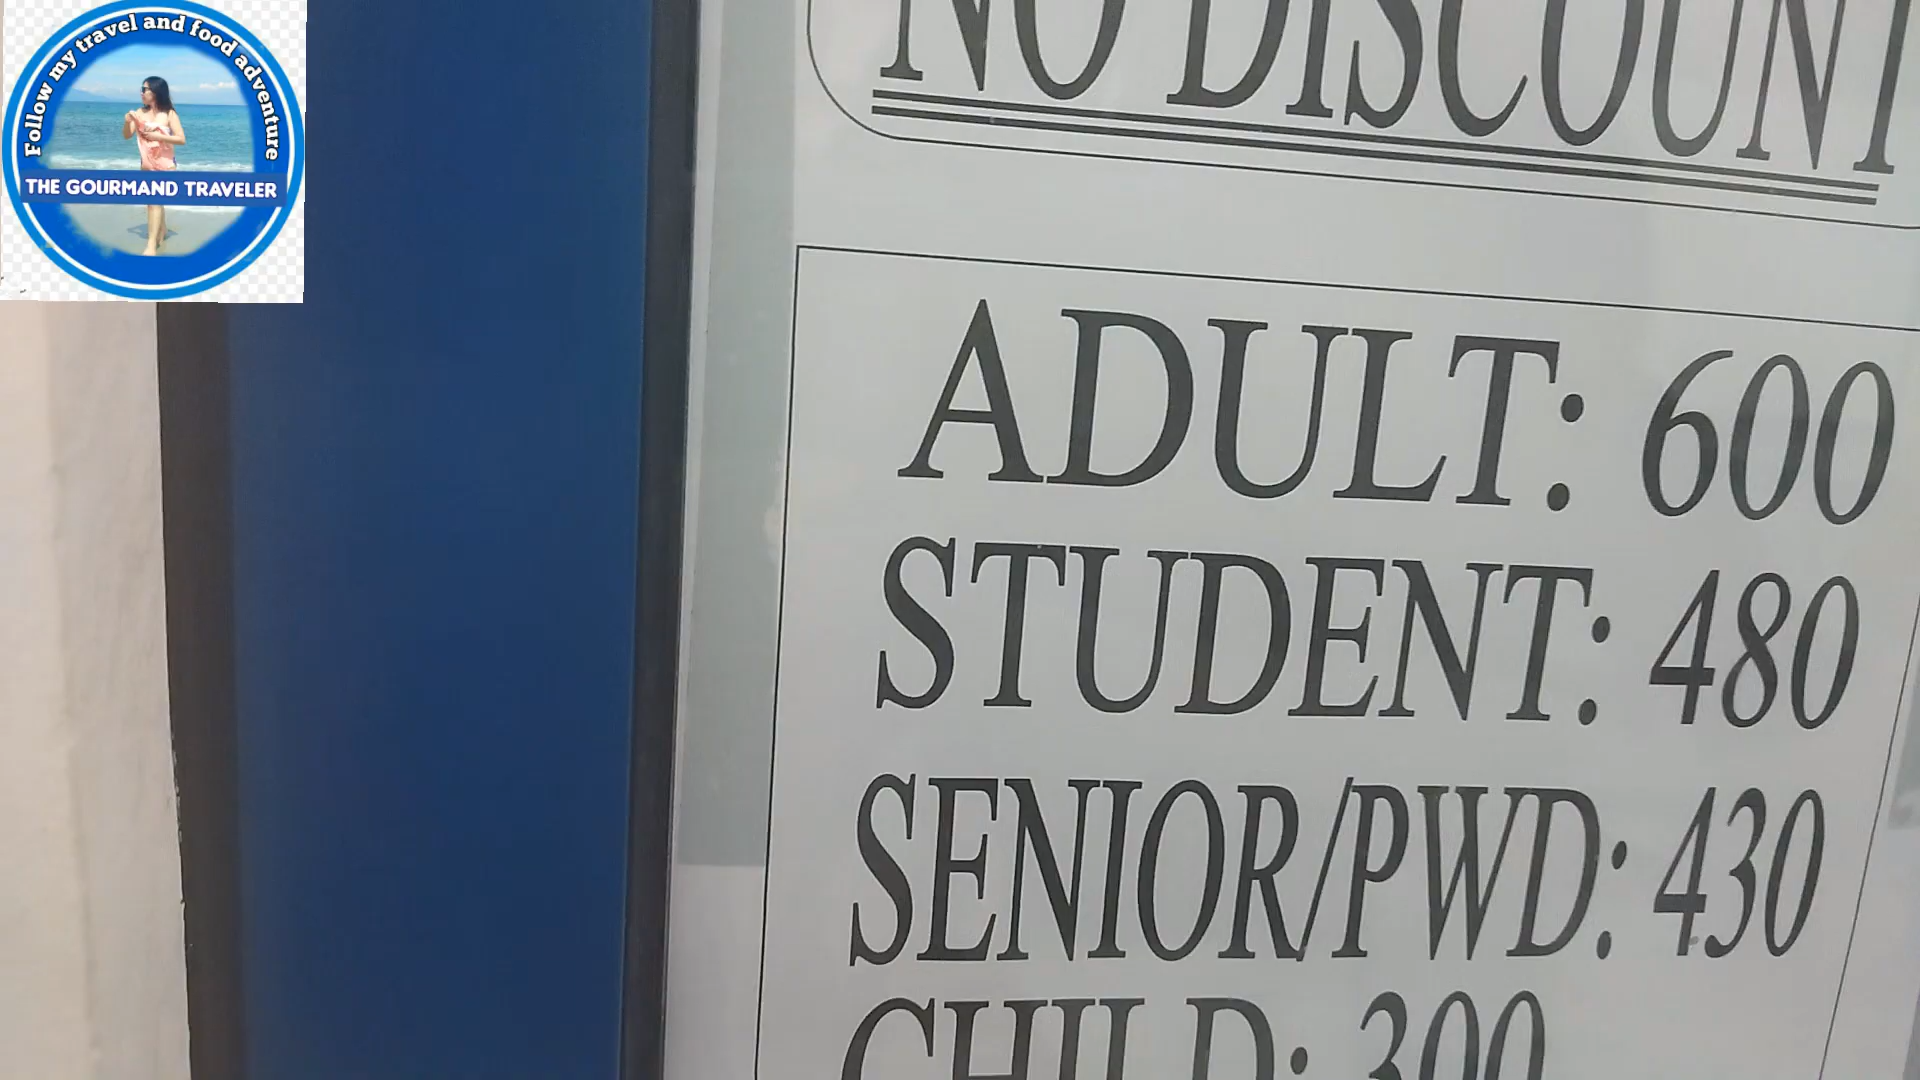 Follow my travel and food adventure
THE GOURMAND TRAVELER
NO DISCOUNT
ADULT: 600
STUDENT: 480
SENIOR/PWD: 430
CHILD: 300